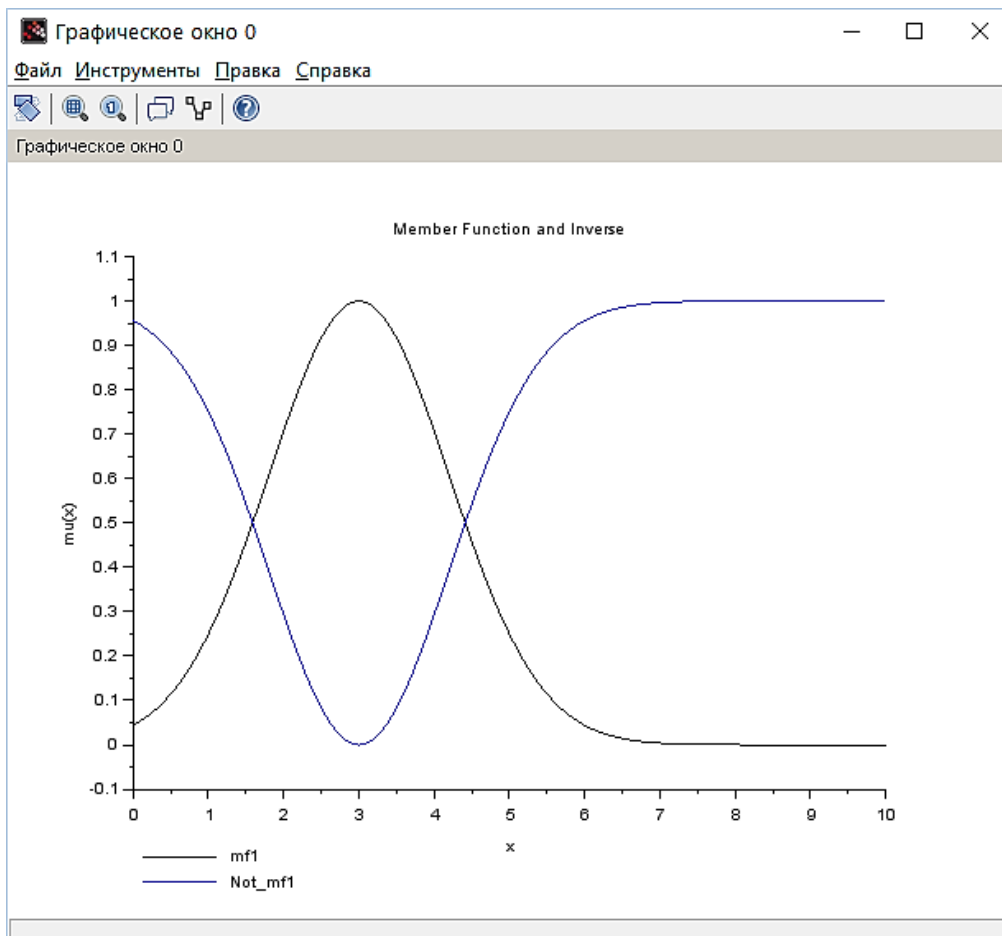 Графическое окно 0
Файл Инструменты Правка Справка
Графическое окно 0
Member Function and Inverse
1.1
1
0.9
0.8
0.7
0.6
0.5
0.4
0.3
0.2
0.1
0
-0.1
mu(x)
0 1 2 3 4 5 6 7 8 9 10
x
mf1
Not_mf1